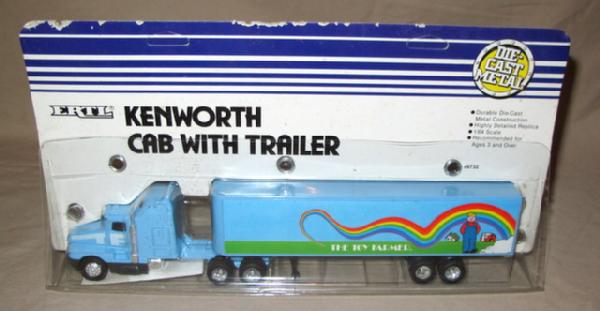 DIE-
CAST
METAL
ERTL
KENWORTH
CAB WITH TRAILER
● Durable Die-Cast
Metal Construction
● Highly Detailed Replica
● 1/64 Scale
● Recommended for
Ages 3 and Over
THE TOY FARMER